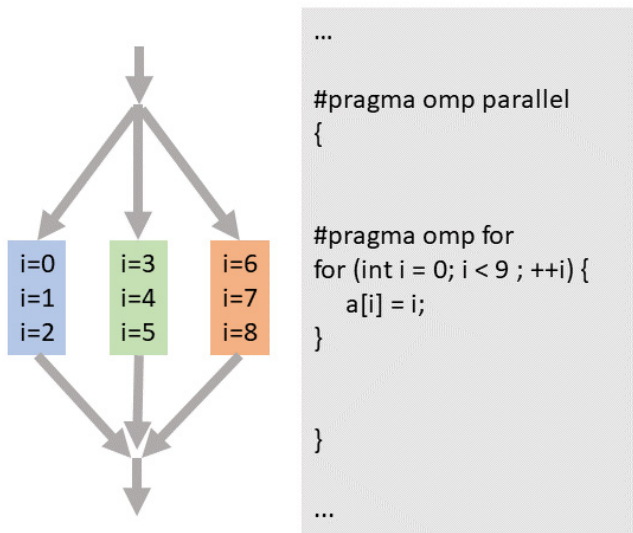 i=0
i=1
i=2
i=3
i=4
i=5
i=6
i=7
i=8
...
#pragma omp parallel
{
#pragma omp for
for (int i = 0; i < 9 ; ++i) {
a[i] = i;
}
}
...